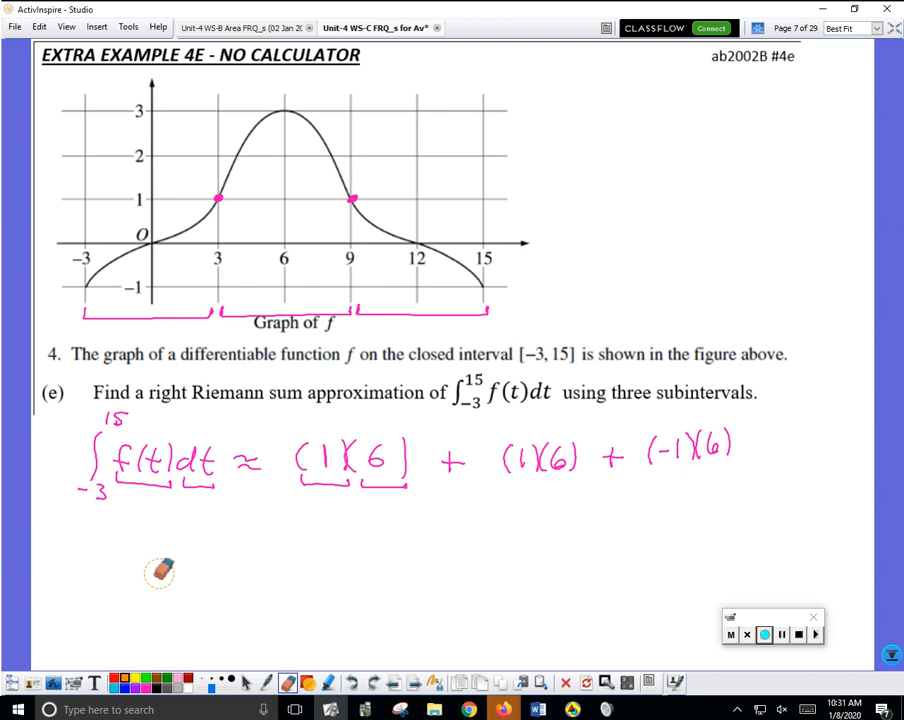 ActivInspire - Studio
File Edit View Insert Tools Help
Unit-4 WS-B Area FRQ_s (02 Jan 20
Unit-4 WS-C FRQ_s for Av*
CLASSFLOW Connect
Page 7 of 29
Best Fit
EXTRA EXAMPLE 4E - NO CALCULATOR
ab2002B #4e
3
2
1
O
-3 3 6 9 12 15
-1
Graph of f
4. The graph of a differentiable function f on the closed interval [−3, 15] is shown in the figure above.
(e) Find a right Riemann sum approximation of ∫_{-3}^{15} f(t)dt using three subintervals.
∫_{-3}^{15} f(t)dt ≈ (1)(6) + (1)(6) + (-1)(6)
M
T
Type here to search
10:31 AM
1/8/2020